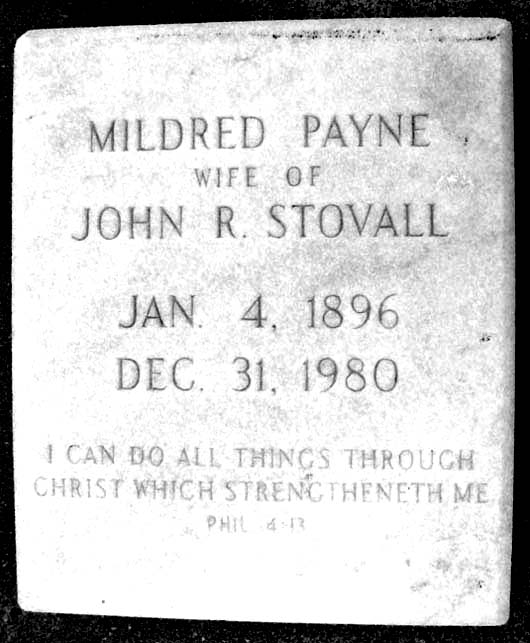 MILDRED PAYNE
WIFE OF
JOHN R. STOVALL
JAN. 4, 1896
DEC. 31, 1980
I CAN DO ALL THINGS THROUGH
CHRIST WHICH STRENGTHENETH ME
PHIL 4:13